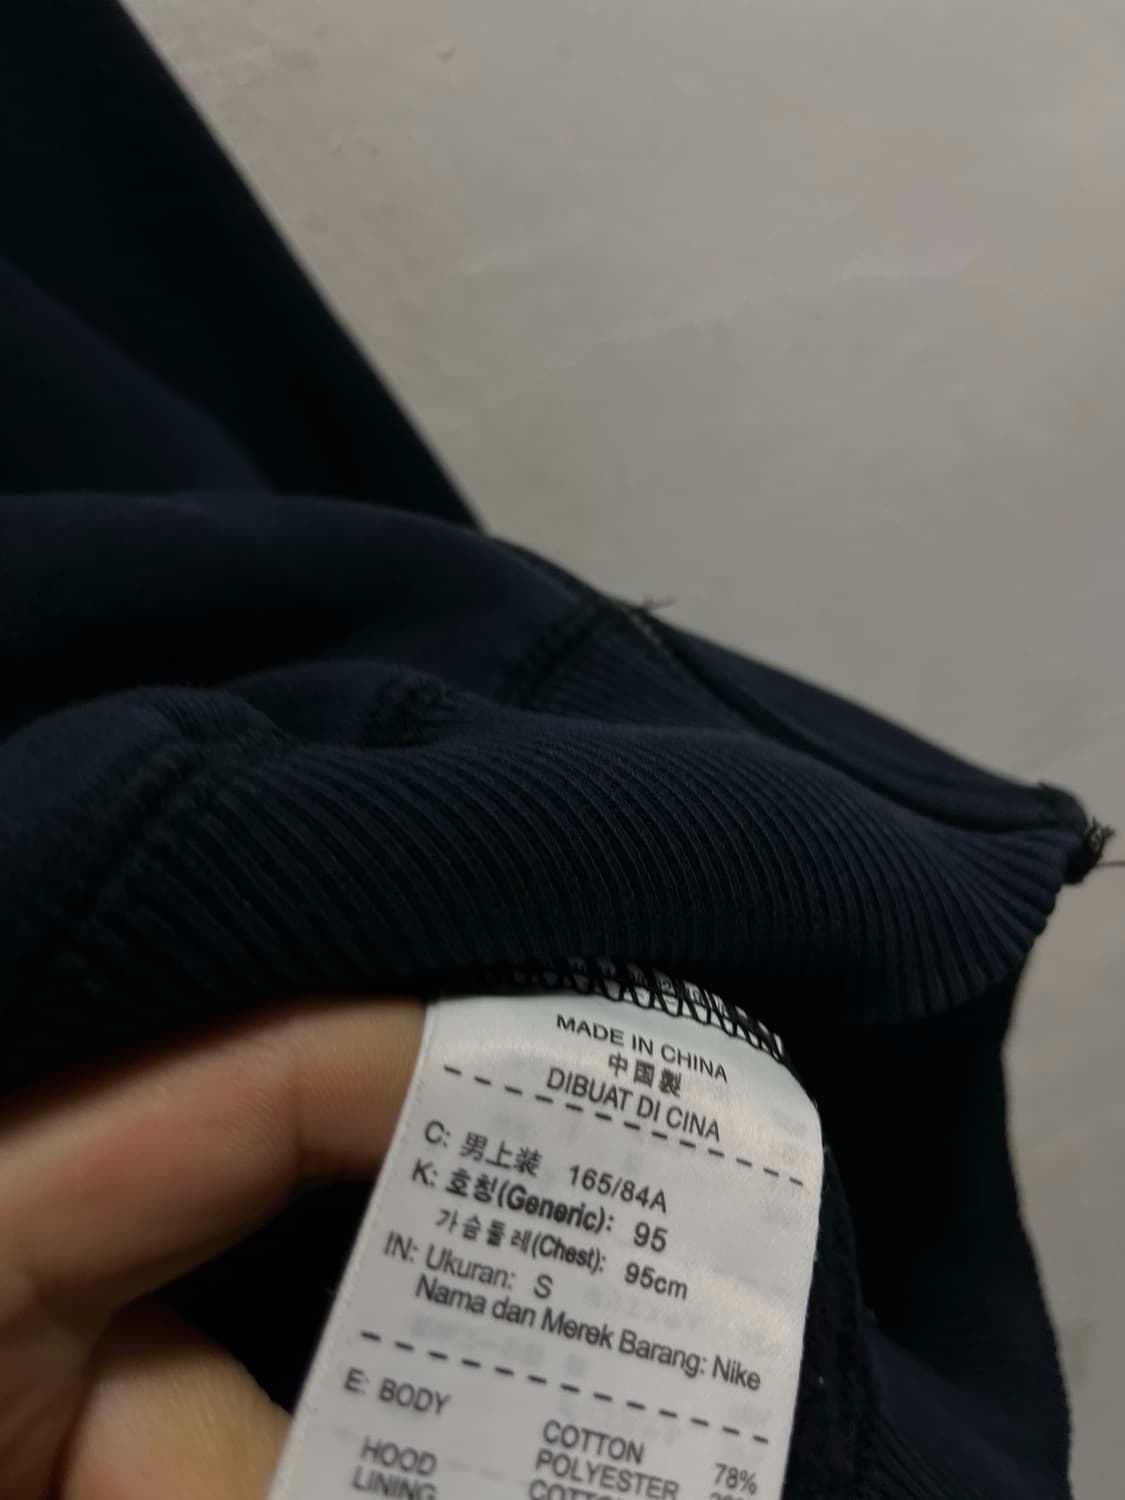 MADE IN CHINA
中国製
DIBUAT DI CINA
C: 男上装 165/84A
K: 호칭(Generic): 95
가슴둘레(Chest): 95cm
IN: Ukuran: S
Nama dan Merek Barang: Nike
E: BODY
COTTON 78%
POLYESTER
HOOD
LINING